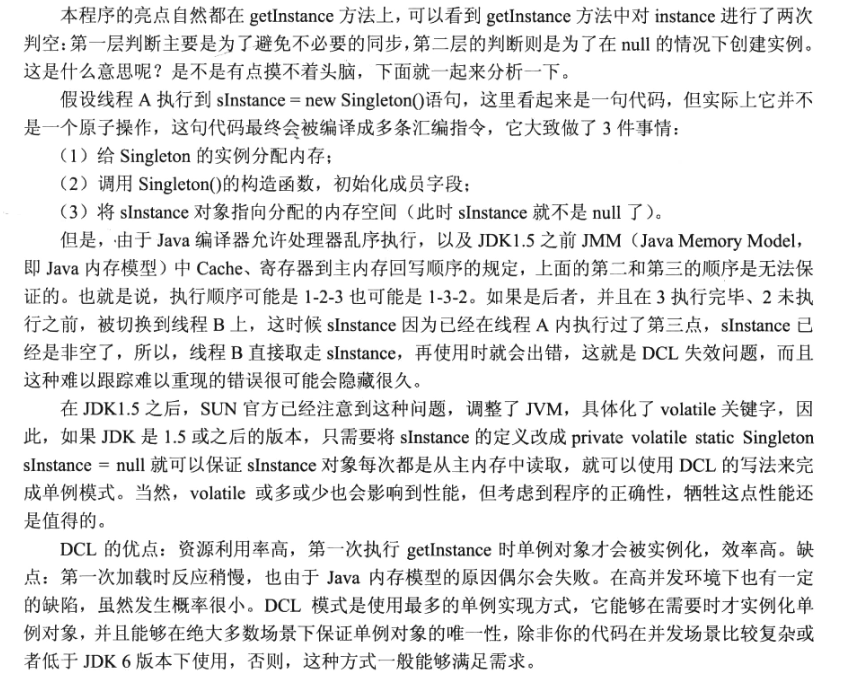 本程序的亮点自然都在 getInstance 方法上，可以看到 getInstance 方法中对 instance 进行了两次
判空：第一层判断主要是为了避免不必要的同步，第二层的判断则是为了在 null 的情况下创建实例。
这是什么意思呢？是不是有点摸不着头脑，下面就一起来分析一下。
假设线程 A 执行到 sInstance = new Singleton()语句，这里看起来是一句代码，但实际上它并不
是一个原子操作，这句代码最终会被编译成多条汇编指令，它大致做了 3 件事情：
（1）给 Singleton 的实例分配内存；
（2）调用 Singleton()的构造函数，初始化成员字段；
（3）将 sInstance 对象指向分配的内存空间（此时 sInstance 就不是 null 了）。
但是，由于 Java 编译器允许处理器乱序执行，以及 JDK1.5 之前 JMM（Java Memory Model，
即 Java 内存模型）中 Cache、寄存器到主内存回写顺序的规定，上面的第二和第三的顺序是无法保
证的。也就是说，执行顺序可能是 1-2-3 也可能是 1-3-2。如果是后者，并且在 3 执行完毕、2 未执
行之前，被切换到线程 B 上，这时候 sInstance 因为已经在线程 A 内执行过了第三点，sInstance 已
经是非空了，所以，线程 B 直接取走 sInstance，再使用时就会出错，这就是 DCL 失效问题，而且
这种难以跟踪难以重现的错误很可能会隐藏很久。
在 JDK1.5 之后，SUN 官方已经注意到这种问题，调整了 JVM，具体化了 volatile 关键字，因
此，如果 JDK 是 1.5 或之后的版本，只需要将 sInstance 的定义改成 private volatile static Singleton
sInstance = null 就可以保证 sInstance 对象每次都是从主内存中读取，就可以使用 DCL 的写法来完
成单例模式。当然，volatile 或多或少也会影响到性能，但考虑到程序的正确性，牺牲这点性能还
是值得的。
DCL 的优点：资源利用率高，第一次执行 getInstance 时单例对象才会被实例化，效率高。缺
点：第一次加载时反应稍慢，也由于 Java 内存模型的原因偶尔会失败。在高并发环境下也有一定
的缺陷，虽然发生概率很小。DCL 模式是使用最多的单例实现方式，它能够在需要时才实例化单
例对象，并且能够在绝大多数场景下保证单例对象的唯一性，除非你的代码在并发场景比较复杂或
者低于 JDK 6 版本下使用，否则，这种方式一般能够满足需求。